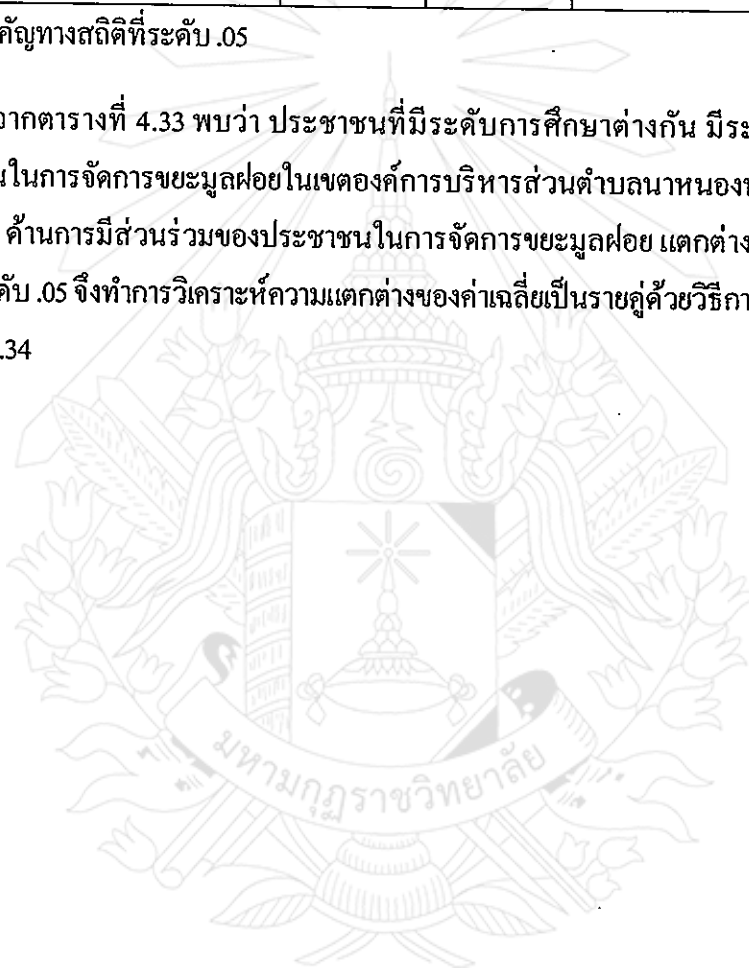 คัญทางสถิติที่ระดับ .05
จากตารางที่ 4.33 พบว่า ประชาชนที่มีระดับการศึกษาต่างกัน มีระ
นในการจัดการขยะมูลฝอยในเขตองค์การบริหารส่วนตำบลนาหนอง
ด้านการมีส่วนร่วมของประชาชนในการจัดการขยะมูลฝอย แตกต่าง
ดับ .05 จึงทำการวิเคราะห์ความแตกต่างของค่าเฉลี่ยเป็นรายคู่ด้วยวิธีกา
.34
มหามกุฏราชวิทยาลัย